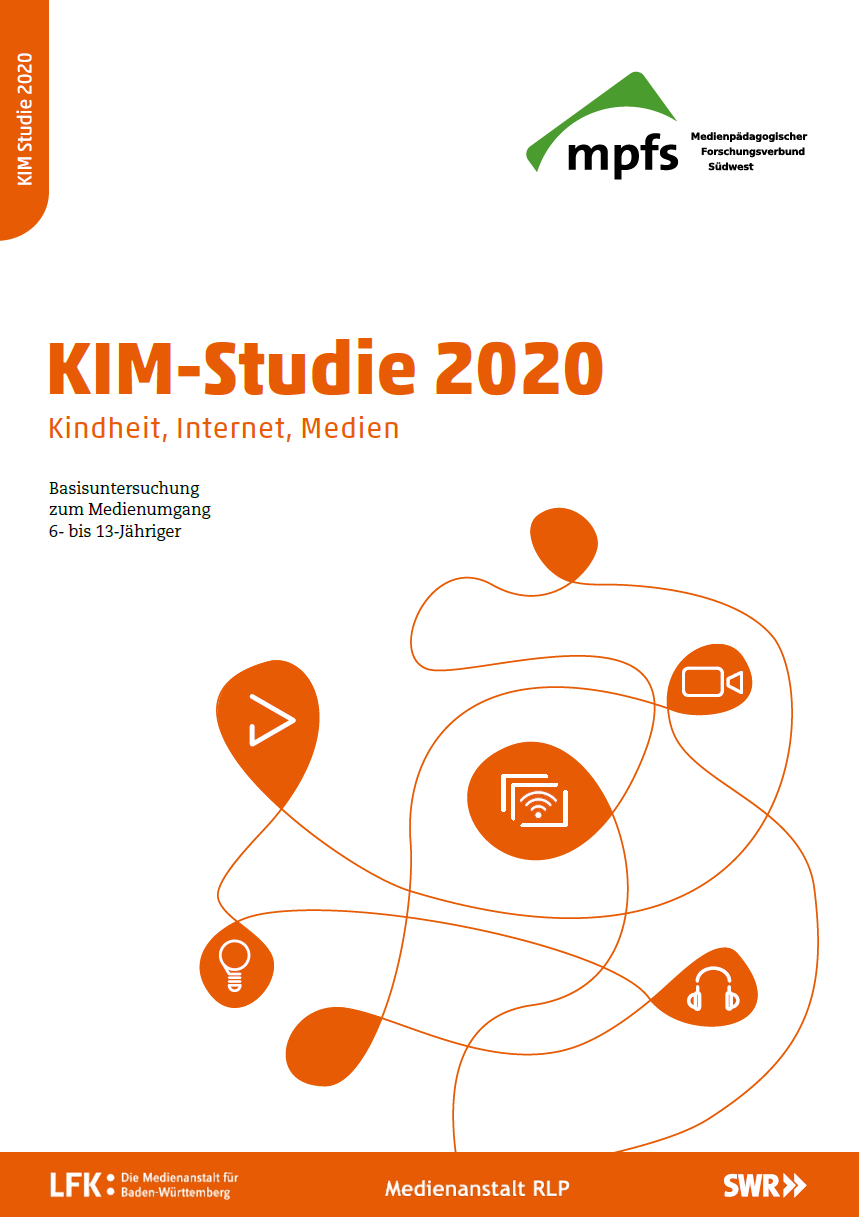 KIM Studie 2020
mpfs
Medienpädagogischer
Forschungsverbund
Südwest
KIM-Studie 2020
Kindheit, Internet, Medien
Basisuntersuchung
zum Medienumgang
6- bis 13-Jähriger
LFK: Die Medienanstalt für
Baden-Württemberg
Medienanstalt RLP
SWR